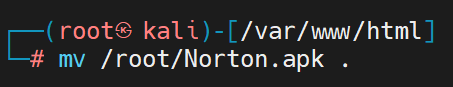 ┌──(root㉿kali)-[/var/www/html]
└─# mv /root/Norton.apk .